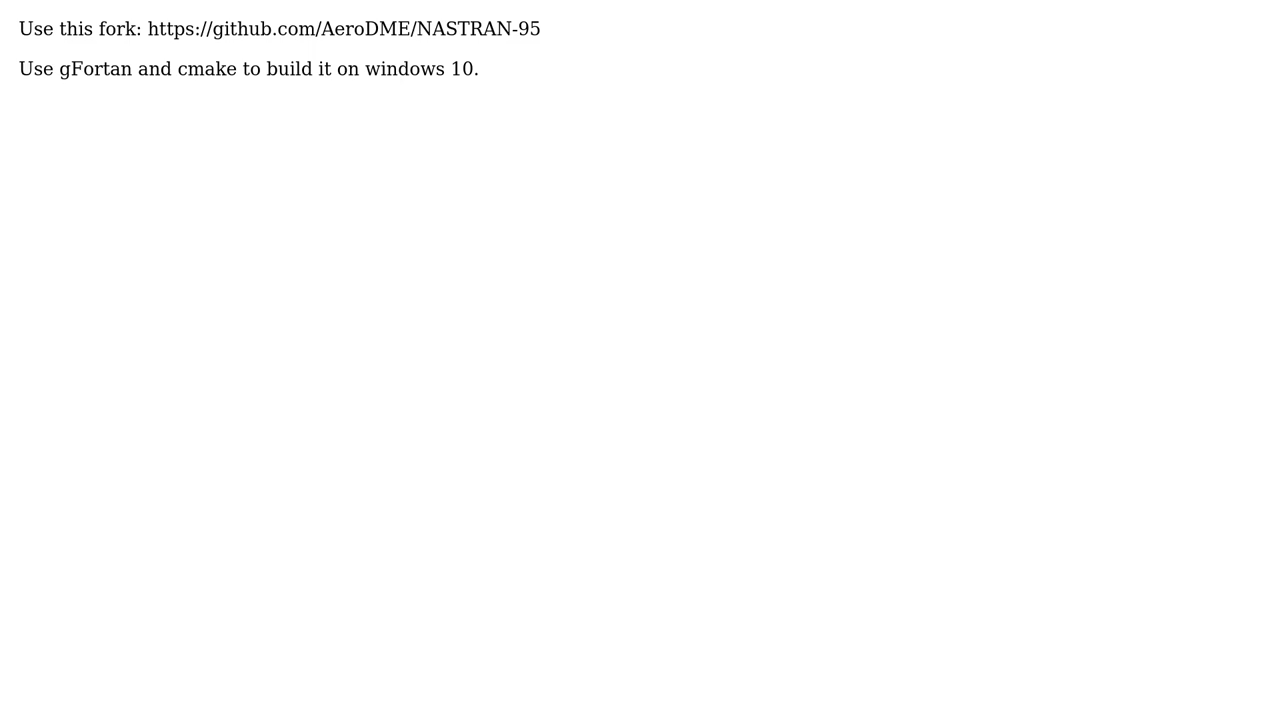 Use this fork: https://github.com/AeroDME/NASTRAN-95
Use gFortan and cmake to build it on windows 10.